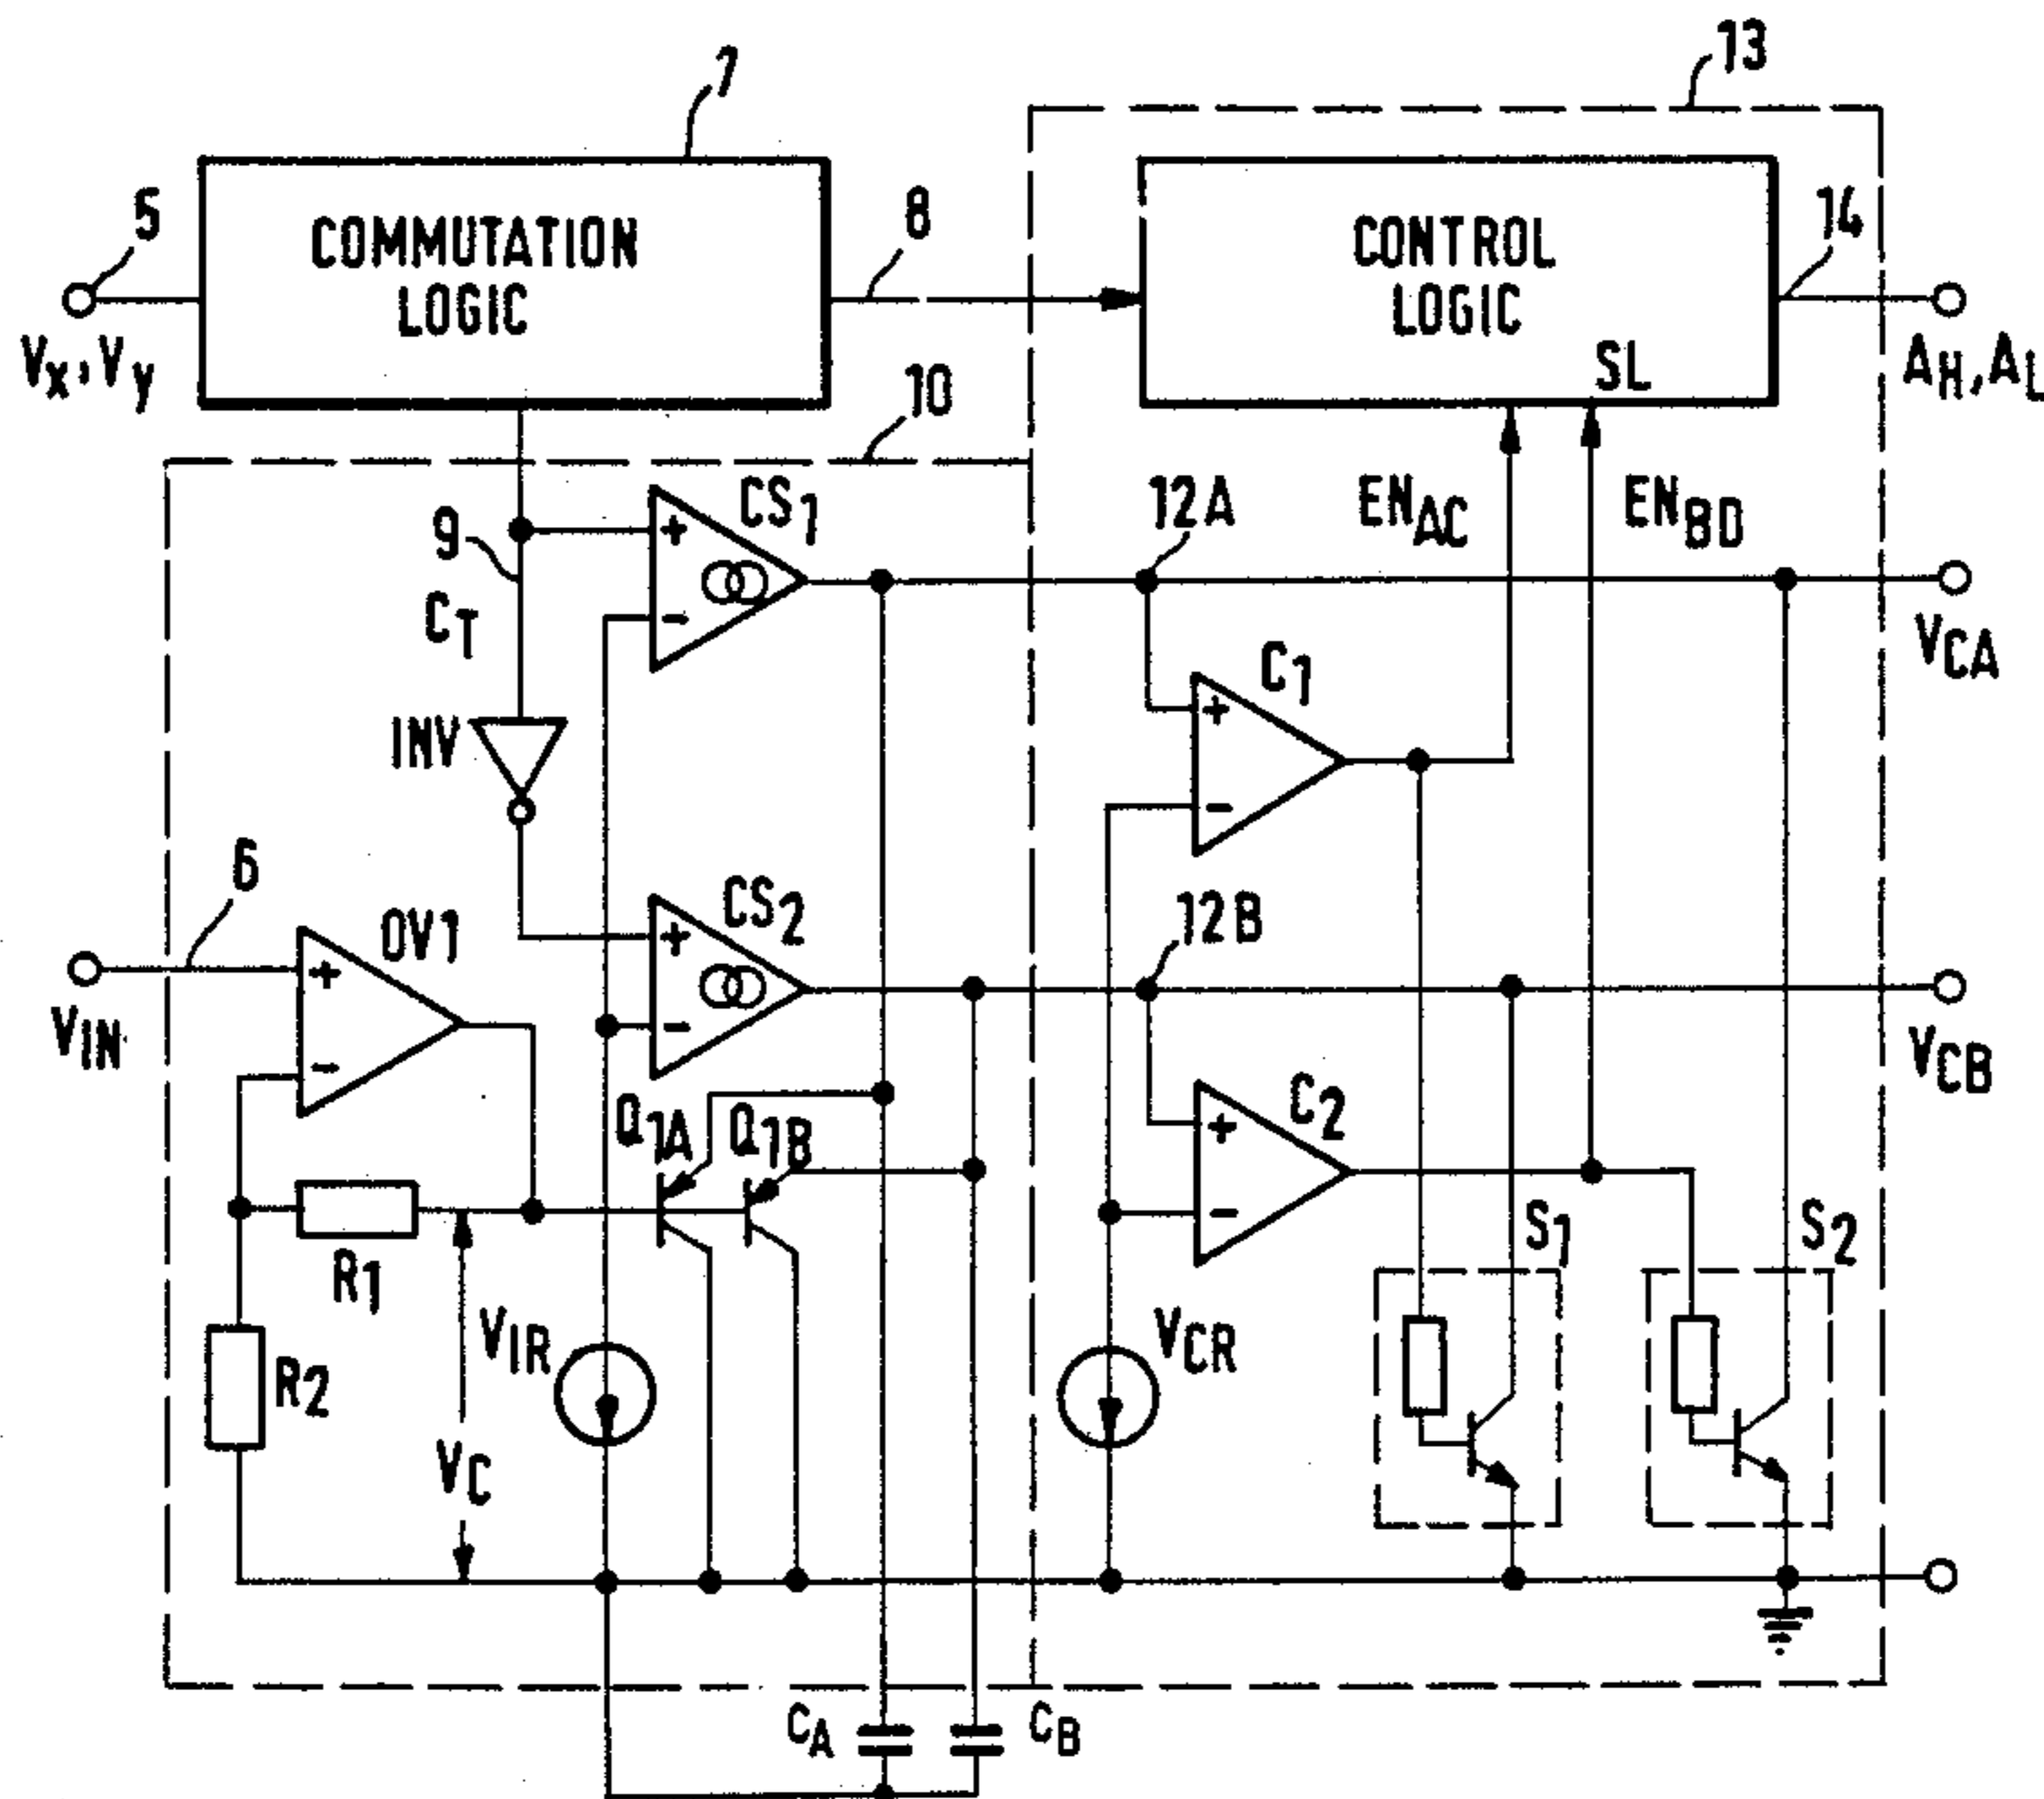 13
7
5
COMMUTATION
LOGIC
8
CONTROL
LOGIC
SL
14
Vx, Vy
AH, AL
10
9
CT
CS1
+
-
12A
ENAC
ENBD
VCA
INV
C1
+
-
6
OV1
+
-
VIN
CS2
+
-
12B
VCB
Q1A
Q1B
C2
+
-
R1
S1
S2
R2
VIR
VC
VCR
CA
CB